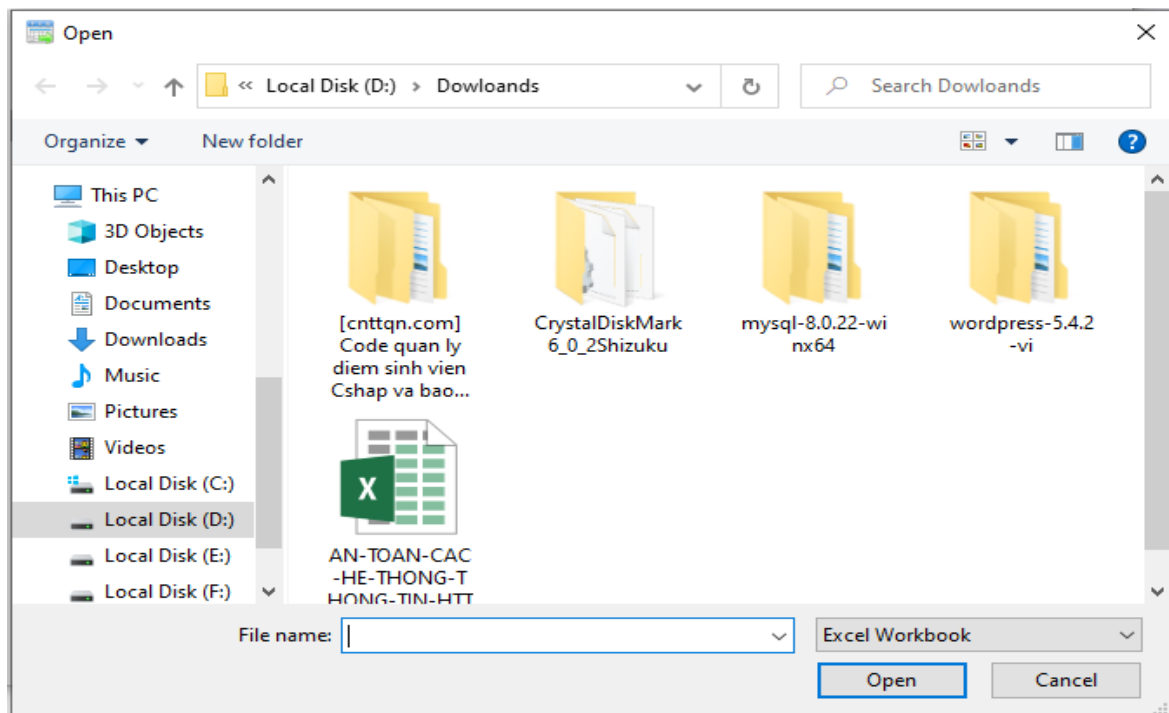 Open
« Local Disk (D:) > Dowloands
Search Dowloands
Organize
New folder
This PC
3D Objects
Desktop
Documents
Downloads
Music
Pictures
Videos
Local Disk (C:)
Local Disk (D:)
Local Disk (E:)
Local Disk (F:)
[cnttqn.com]
Code quan ly
diem sinh vien
Cshap va bao...
CrystalDiskMark
6_0_2Shizuku
mysql-8.0.22-wi
nx64
wordpress-5.4.2
-vi
X
AN-TOAN-CAC
-HE-THONG-T
HONG-TIN-HTT
File name:
Excel Workbook
Open
Cancel